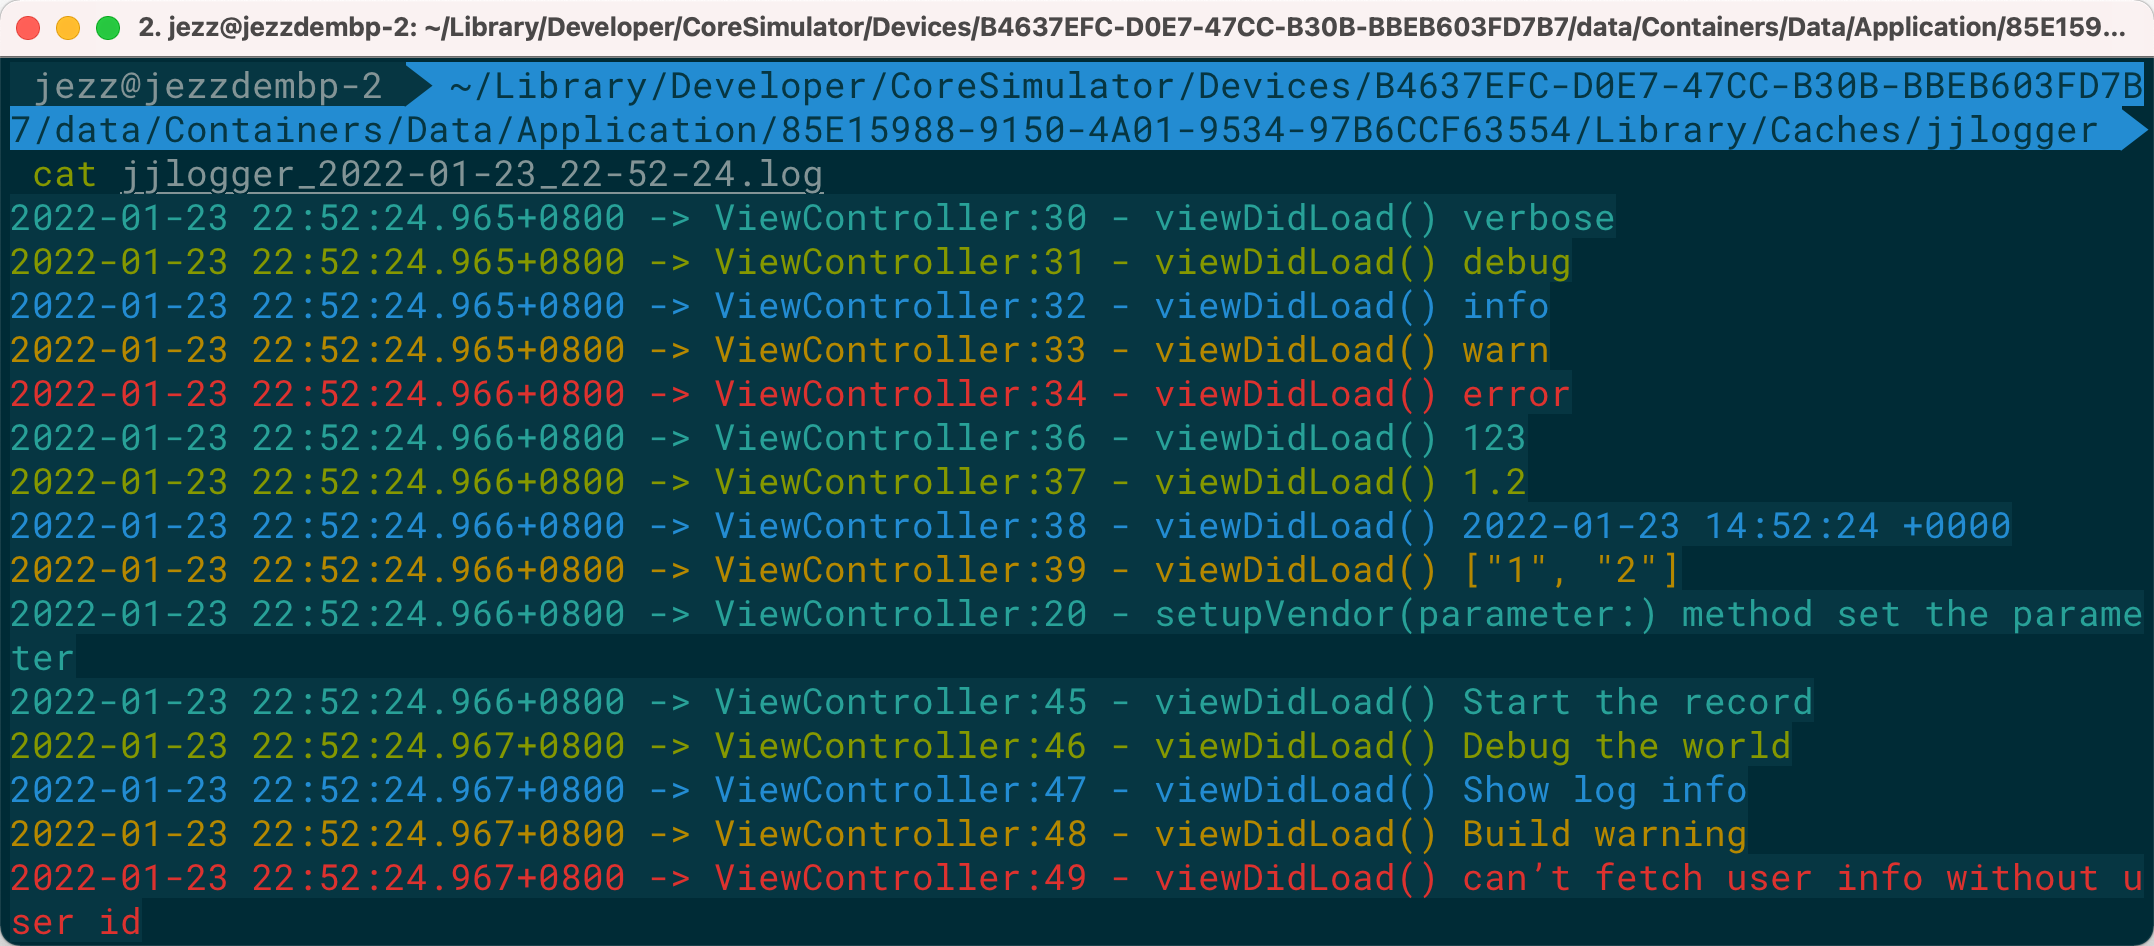 2. jezz@jezzdembp-2: ~/Library/Developer/CoreSimulator/Devices/B4637EFC-D0E7-47CC-B30B-BBEB603FD7B7/data/Containers/Data/Application/85E159...
jezz@jezzdembp-2 ~/Library/Developer/CoreSimulator/Devices/B4637EFC-D0E7-47CC-B30B-BBEB603FD7B
7/data/Containers/Data/Application/85E15988-9150-4A01-9534-97B6CCF63554/Library/Caches/jjlogger
cat jjlogger_2022-01-23_22-52-24.log
2022-01-23 22:52:24.965+0800 -> ViewController:30 - viewDidLoad() verbose
2022-01-23 22:52:24.965+0800 -> ViewController:31 - viewDidLoad() debug
2022-01-23 22:52:24.965+0800 -> ViewController:32 - viewDidLoad() info
2022-01-23 22:52:24.965+0800 -> ViewController:33 - viewDidLoad() warn
2022-01-23 22:52:24.966+0800 -> ViewController:34 - viewDidLoad() error
2022-01-23 22:52:24.966+0800 -> ViewController:36 - viewDidLoad() 123
2022-01-23 22:52:24.966+0800 -> ViewController:37 - viewDidLoad() 1.2
2022-01-23 22:52:24.966+0800 -> ViewController:38 - viewDidLoad() 2022-01-23 14:52:24 +0000
2022-01-23 22:52:24.966+0800 -> ViewController:39 - viewDidLoad() ["1", "2"]
2022-01-23 22:52:24.966+0800 -> ViewController:20 - setupVendor(parameter:) method set the parame
ter
2022-01-23 22:52:24.966+0800 -> ViewController:45 - viewDidLoad() Start the record
2022-01-23 22:52:24.967+0800 -> ViewController:46 - viewDidLoad() Debug the world
2022-01-23 22:52:24.967+0800 -> ViewController:47 - viewDidLoad() Show log info
2022-01-23 22:52:24.967+0800 -> ViewController:48 - viewDidLoad() Build warning
2022-01-23 22:52:24.967+0800 -> ViewController:49 - viewDidLoad() can’t fetch user info without u
ser id